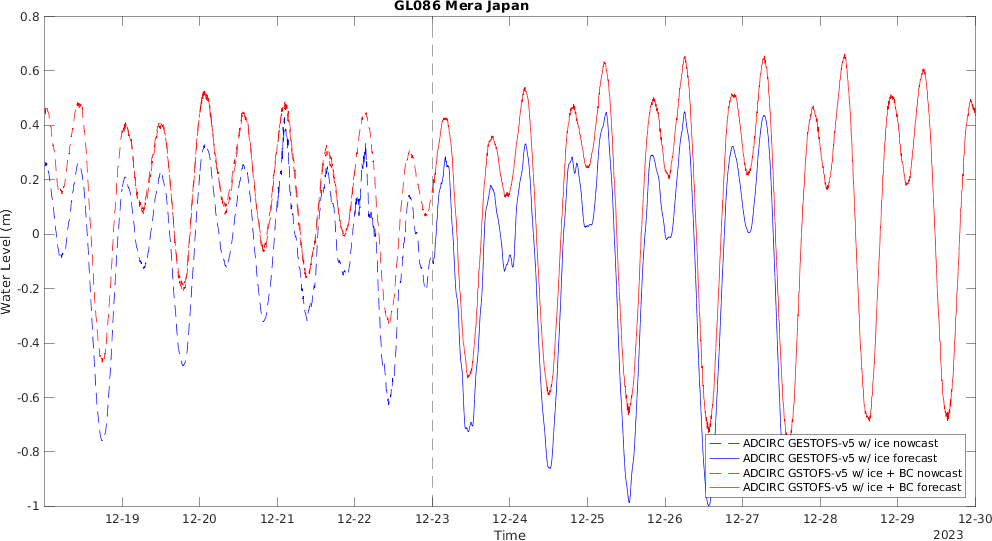 GL086 Mera Japan
Water Level (m)
0.8
0.6
0.4
0.2
0
-0.2
-0.4
-0.6
-0.8
-1
ADCIRC GESTOFS-v5 w/ ice nowcast
ADCIRC GESTOFS-v5 w/ ice forecast
ADCIRC GSTOFS-v5 w/ ice + BC nowcast
ADCIRC GSTOFS-v5 w/ ice + BC forecast
12-19 12-20 12-21 12-22 12-23 12-24 12-25 12-26 12-27 12-28 12-29 12-30
Time
2023